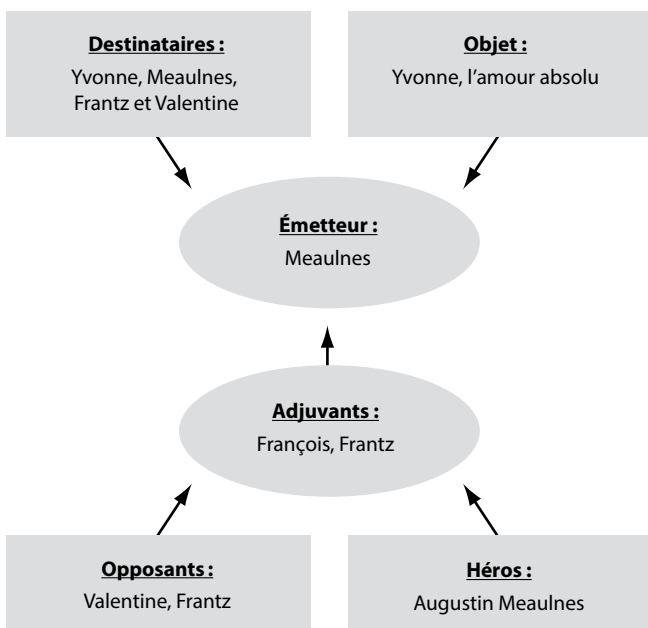 Destinataires :
Yvonne, Meaulnes,
Frantz et Valentine
Objet :
Yvonne, l'amour absolu
Émetteur :
Meaulnes
Adjuvants :
François, Frantz
Opposants :
Valentine, Frantz
Héros :
Augustin Meaulnes